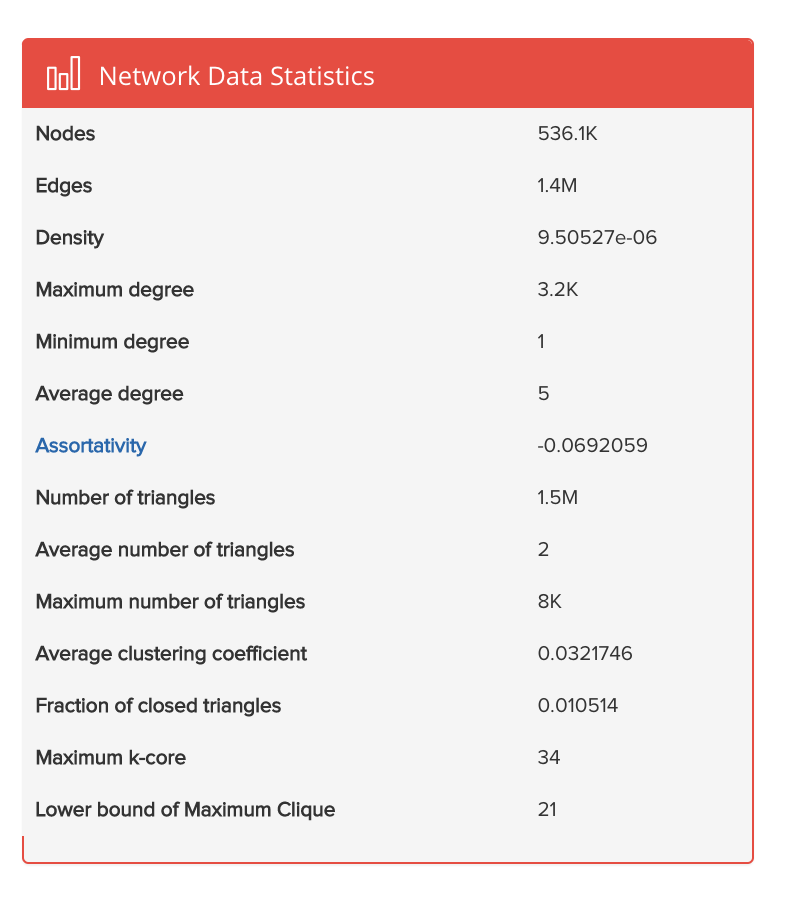 Network Data Statistics
Nodes 536.1K
Edges 1.4M
Density 9.50527e-06
Maximum degree 3.2K
Minimum degree 1
Average degree 5
Assortativity -0.0692059
Number of triangles 1.5M
Average number of triangles 2
Maximum number of triangles 8K
Average clustering coefficient 0.0321746
Fraction of closed triangles 0.010514
Maximum k-core 34
Lower bound of Maximum Clique 21